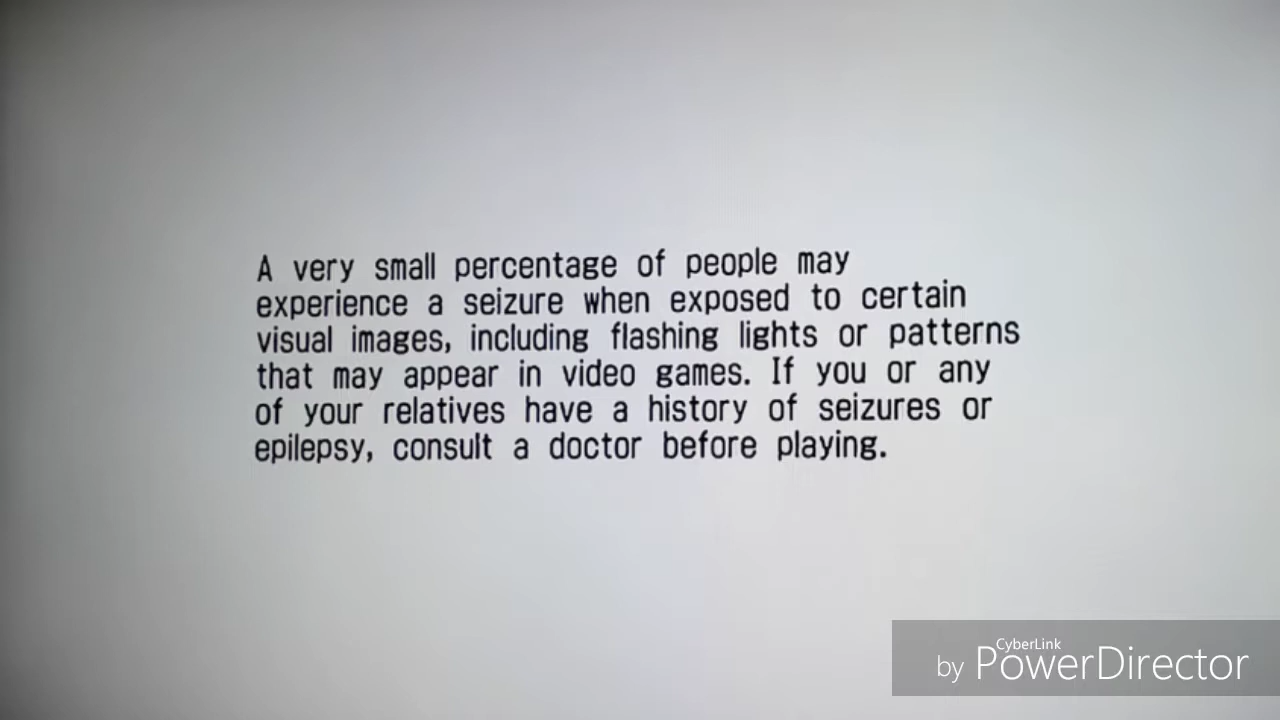 A very small percentage of people may
experience a seizure when exposed to certain
visual images, including flashing lights or patterns
that may appear in video games. If you or any
of your relatives have a history of seizures or
epilepsy, consult a doctor before playing.
CyberLink
by PowerDirector